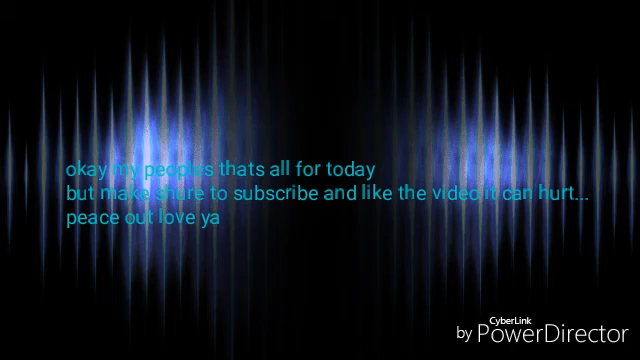 okay my peoples thats all for today
but make shure to subscribe and like the video it can hurt...
peace out love ya
CyberLink
by PowerDirector